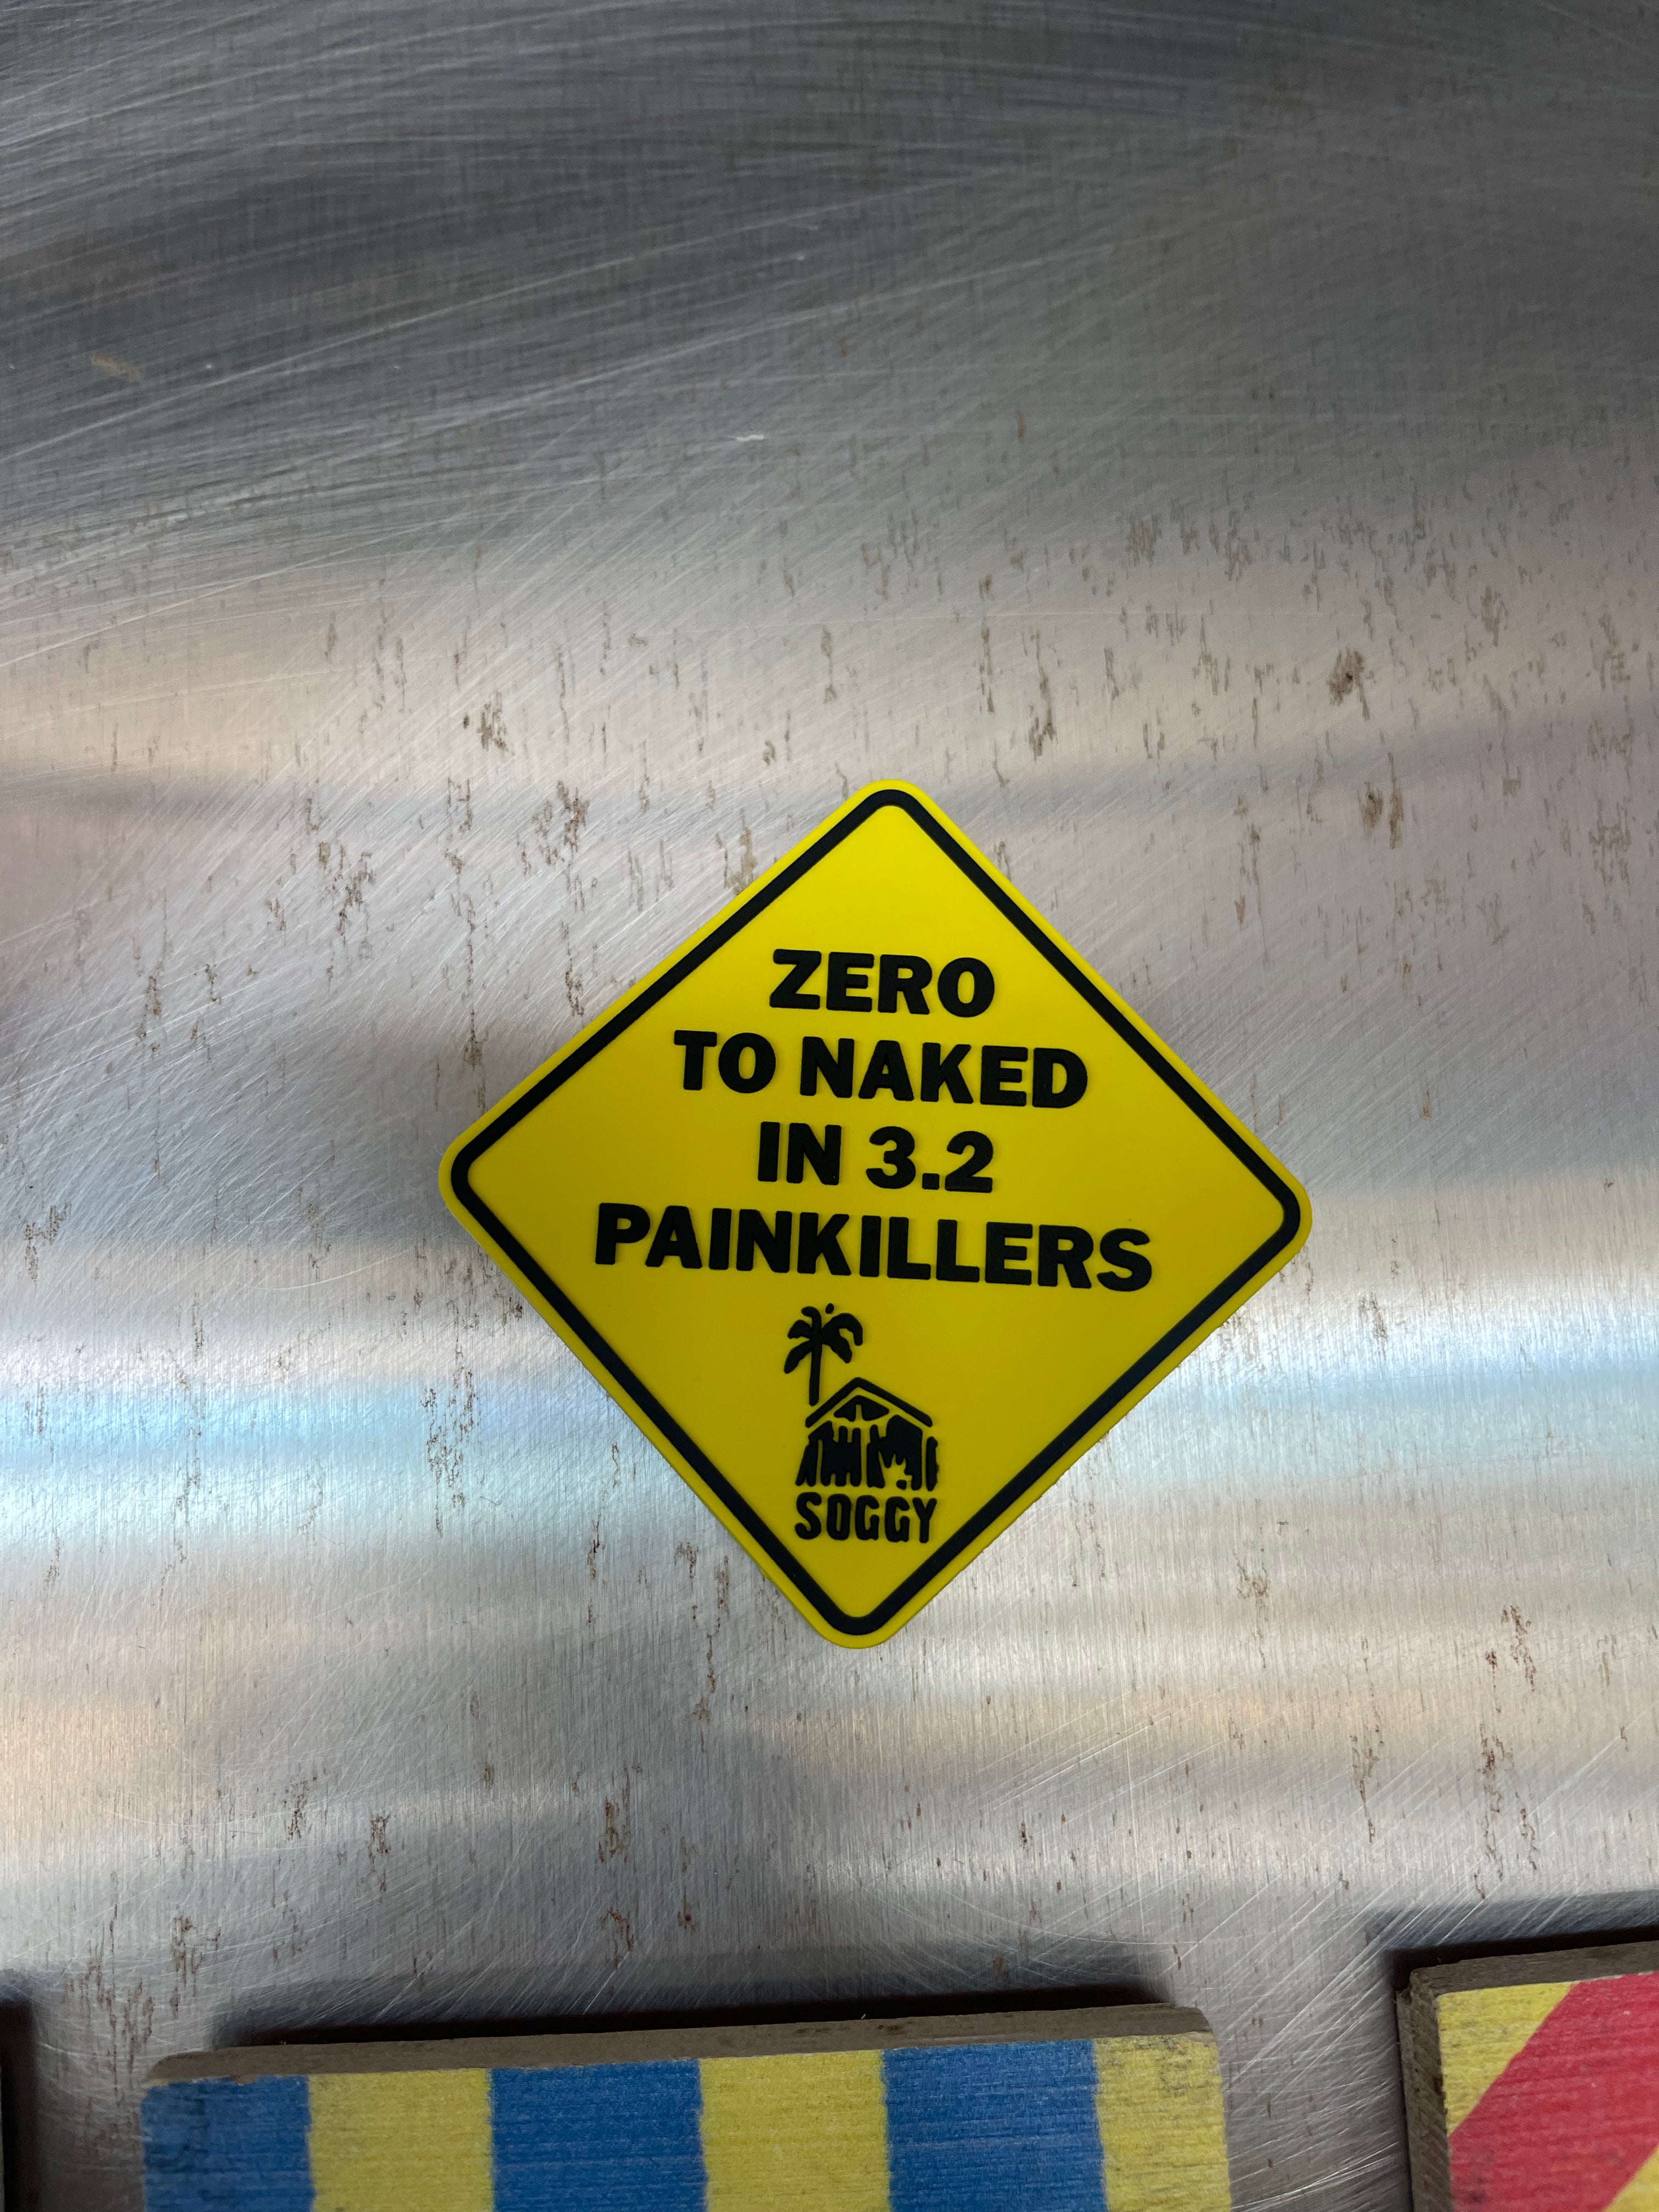 ZERO
TO NAKED
IN 3.2
PAINKILLERS
SOGGY